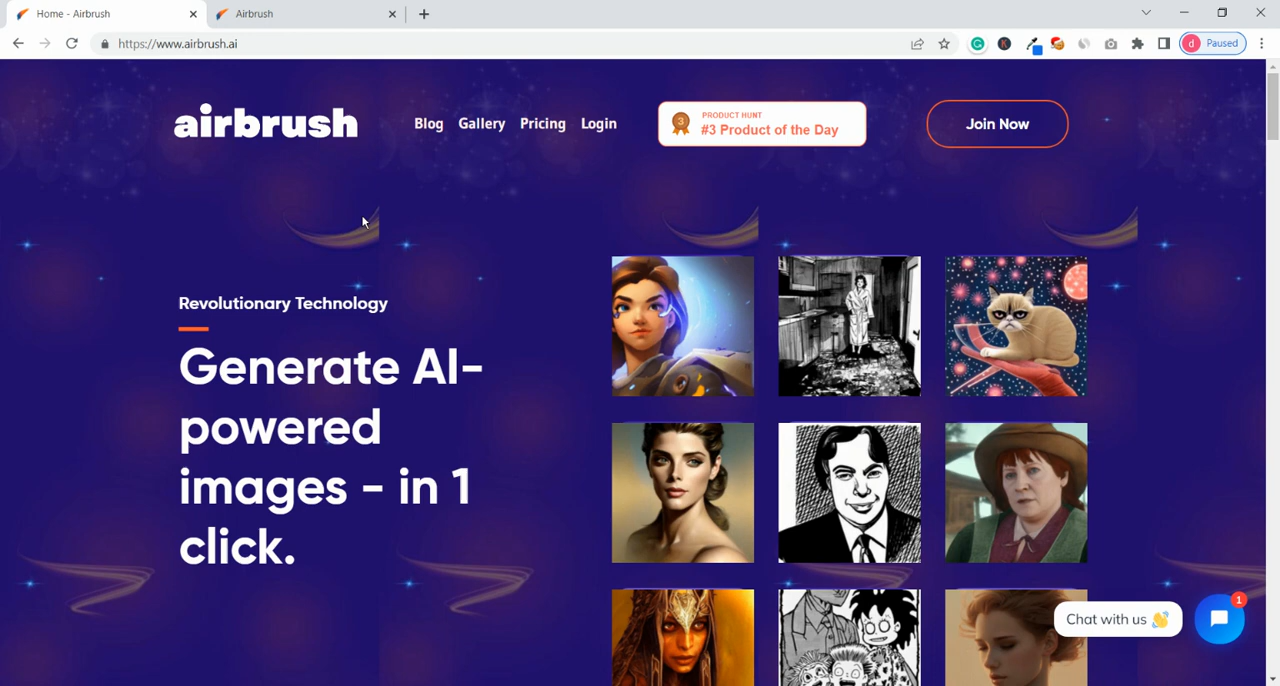 Home - Airbrush
Airbrush
https://www.airbrush.ai
d Paused
airbrush
Blog Gallery Pricing Login
3 PRODUCT HUNT
#3 Product of the Day
Join Now
Revolutionary Technology
Generate AI-
powered
images - in 1
click.
Chat with us 👋
1